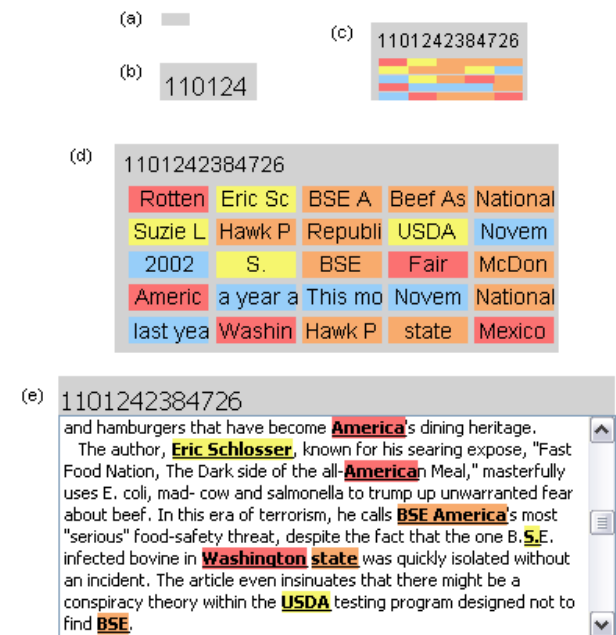 (a)
(b) 110124
(c) 1101242384726
(d) 1101242384726
Rotten Eric Sc BSE A Beef As National
Suzie L Hawk P Republi USDA Novem
2002 S. BSE Fair McDon
Americ a year a This mo Novem National
last yea Washin Hawk P state Mexico
(e) 1101242384726
and hamburgers that have become America's dining heritage.
The author, Eric Schlosser, known for his searing expose, "Fast
Food Nation, The Dark side of the all-American Meal," masterfully
uses E. coli, mad- cow and salmonella to trump up unwarranted fear
about beef. In this era of terrorism, he calls BSE America's most
"serious" food-safety threat, despite the fact that the one B.S.E.
infected bovine in Washington state was quickly isolated without
an incident. The article even insinuates that there might be a
conspiracy theory within the USDA testing program designed not to
find BSE.